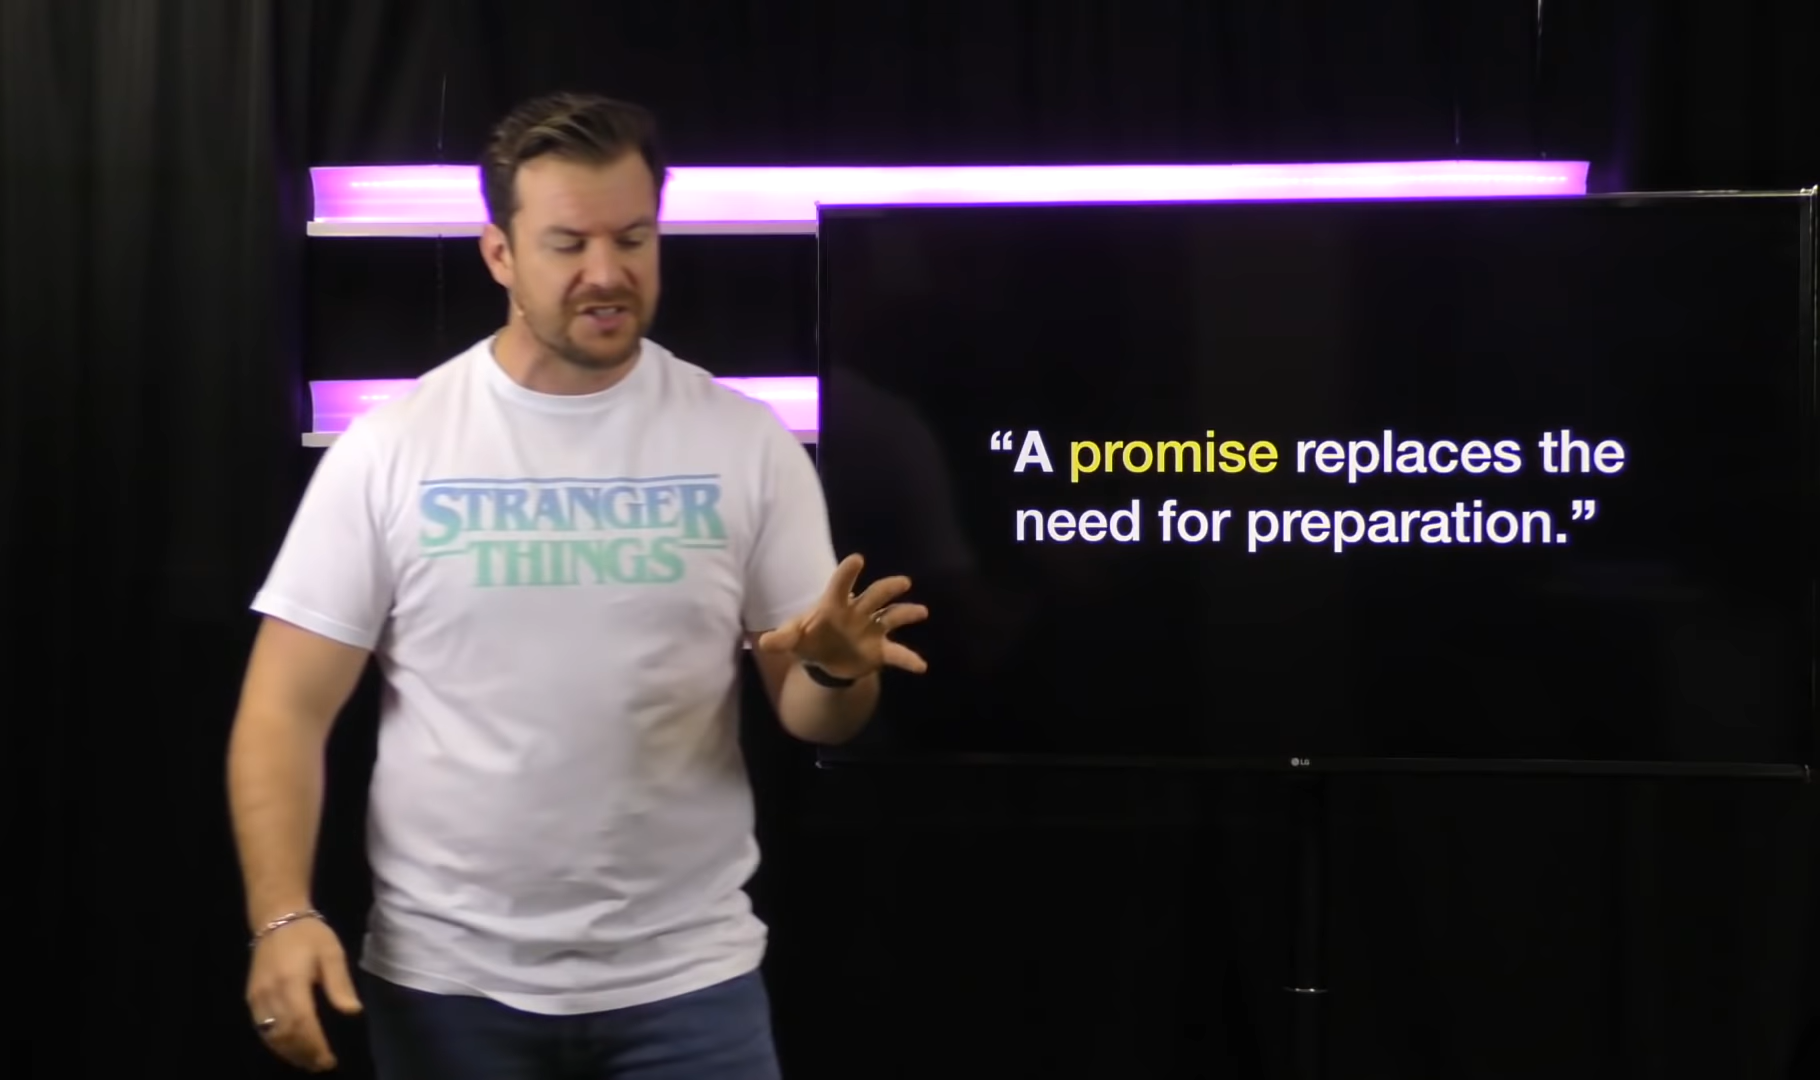 STRANGER
THINGS
“A promise replaces the
need for preparation.”
LG